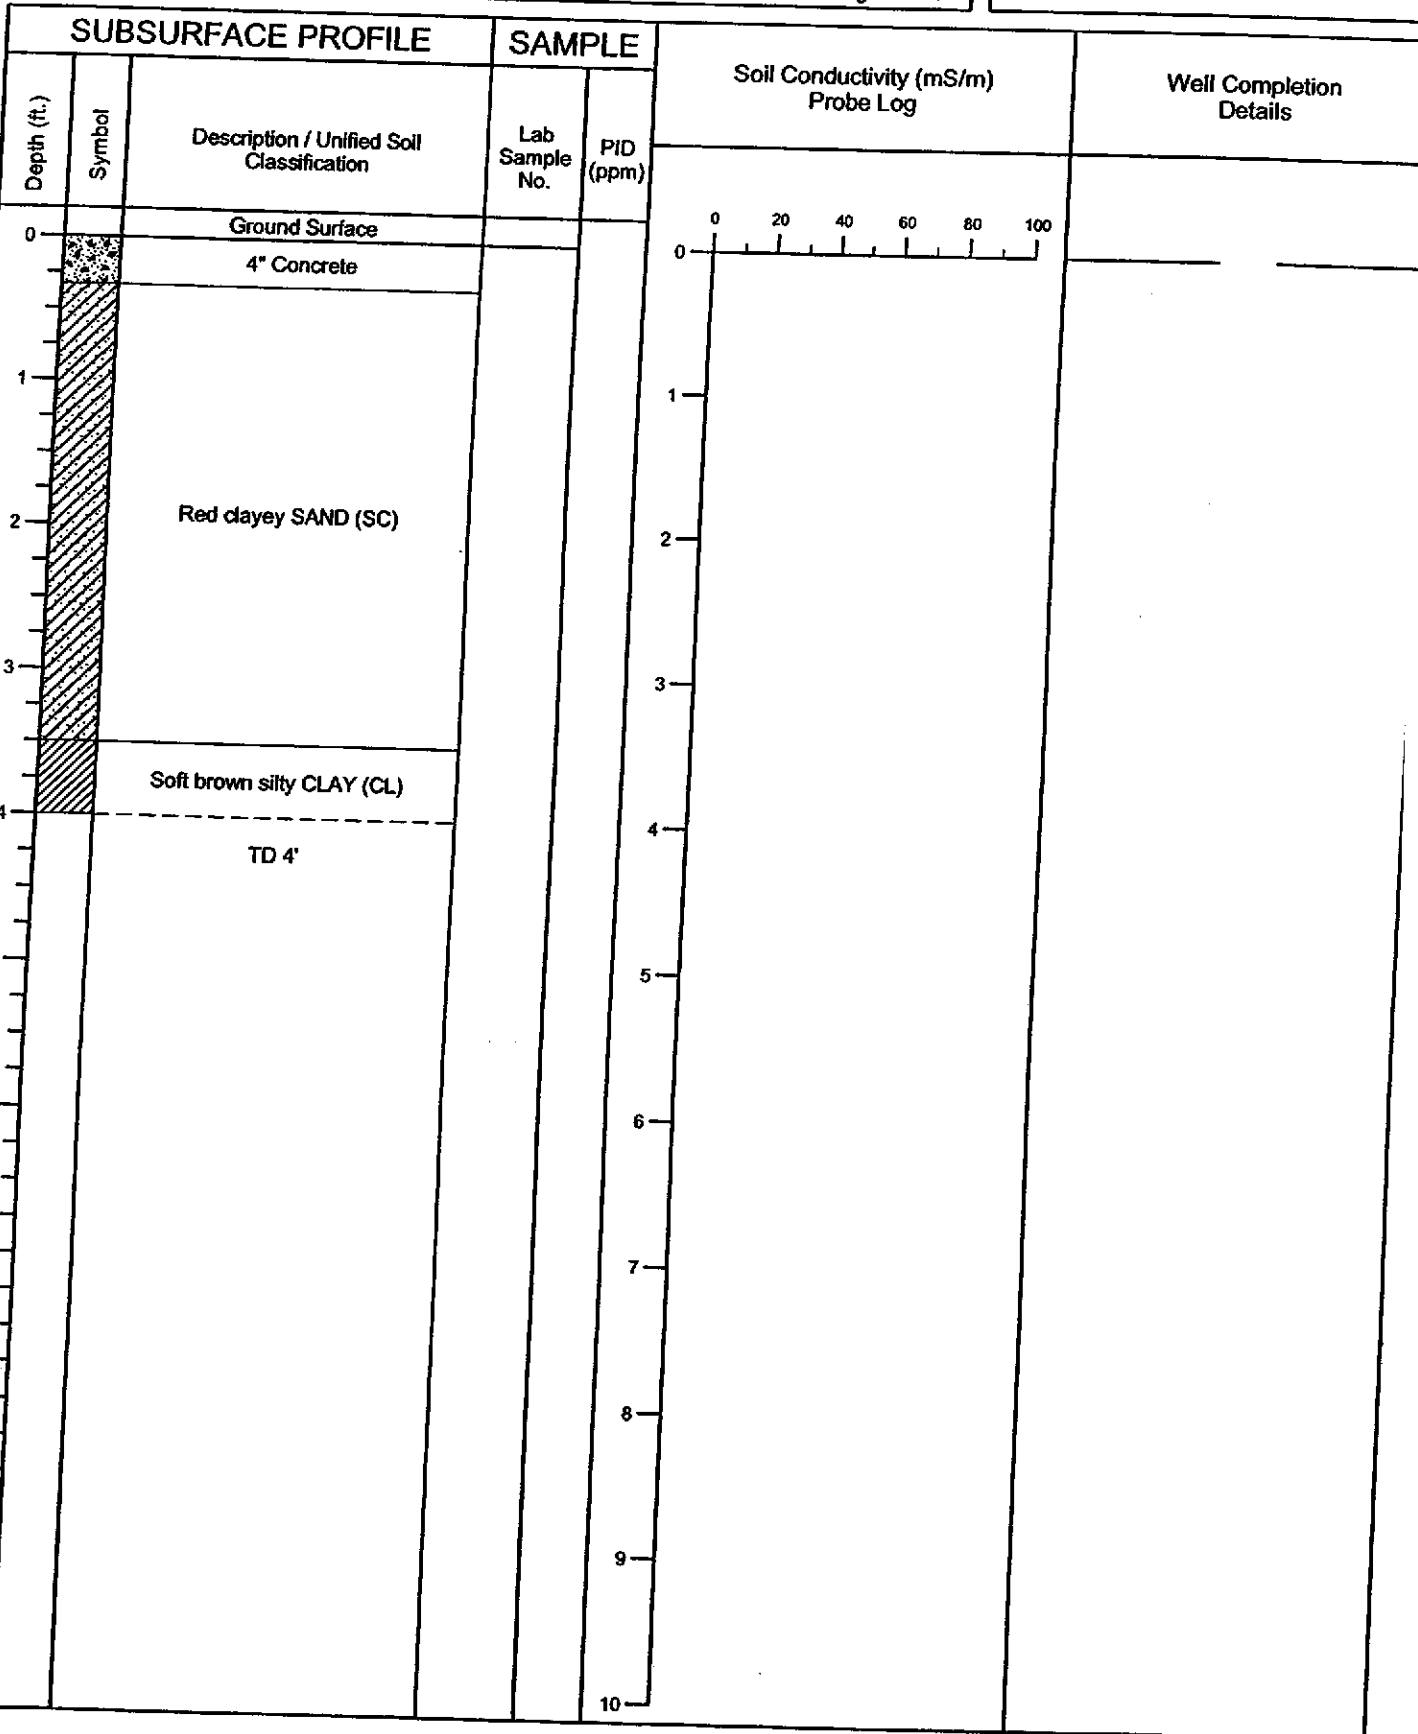 SUBSURFACE PROFILE
SAMPLE
Soil Conductivity (mS/m)
Probe Log
Well Completion
Details
Depth (ft.)
Symbol
Description / Unified Soil
Classification
Lab
Sample
No.
PID
(ppm)
Ground Surface
4" Concrete
Red clayey SAND (SC)
Soft brown silty CLAY (CL)
TD 4'
0
1
2
3
4
0 20 40 60 80 100
0
1
2
3
4
5
6
7
8
9
10